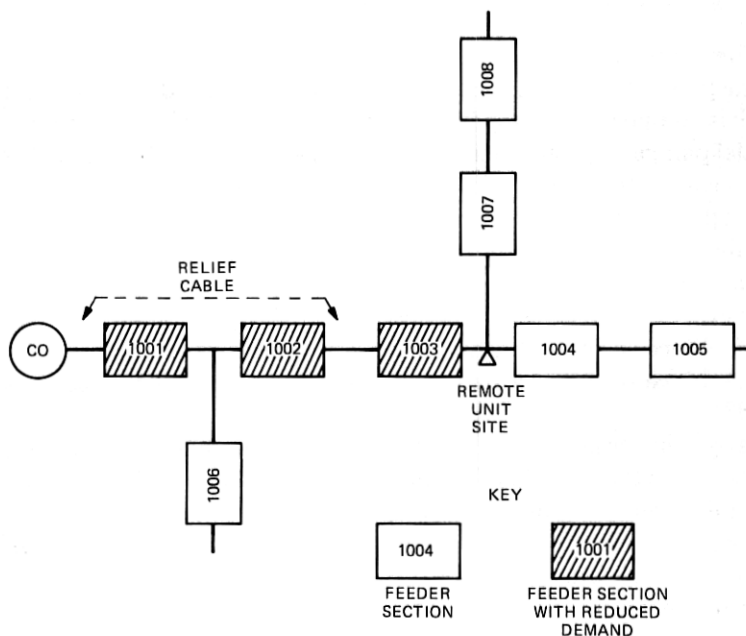 1008
1007
RELIEF
CABLE
CO
1001
1002
1003
1004
1005
REMOTE
UNIT
SITE
1006
KEY
1004
1001
FEEDER
SECTION
FEEDER SECTION
WITH REDUCED
DEMAND